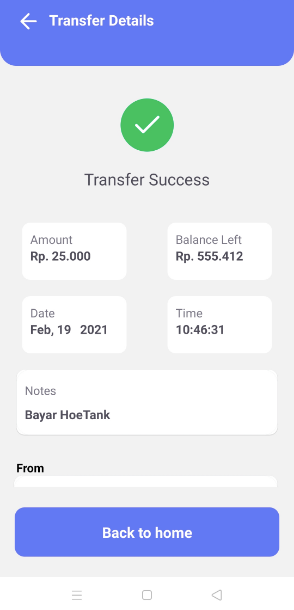 Transfer Details
Transfer Success
Amount
Rp. 25.000
Balance Left
Rp. 555.412
Date
Feb, 19 2021
Time
10:46:31
Notes
Bayar HoeTank
From
Back to home